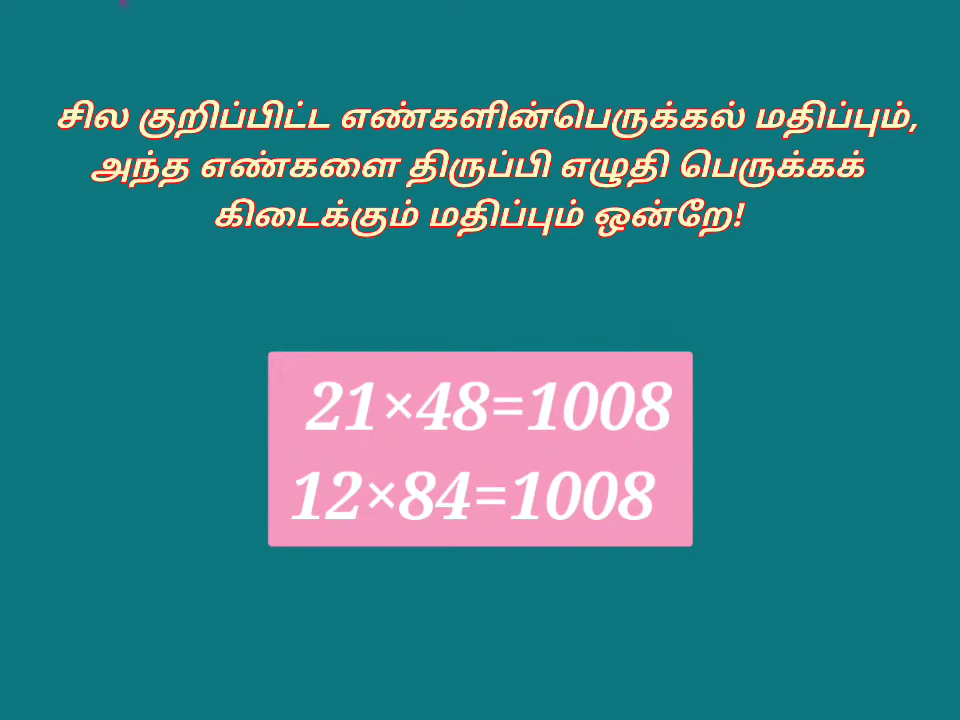 சில குறிப்பிட்ட எண்களின்பெருக்கல் மதிப்பும்,
அந்த எண்களை திருப்பி எழுதி பெருக்கக்
கிடைக்கும் மதிப்பும் ஒன்றே!
21×48=1008
12×84=1008